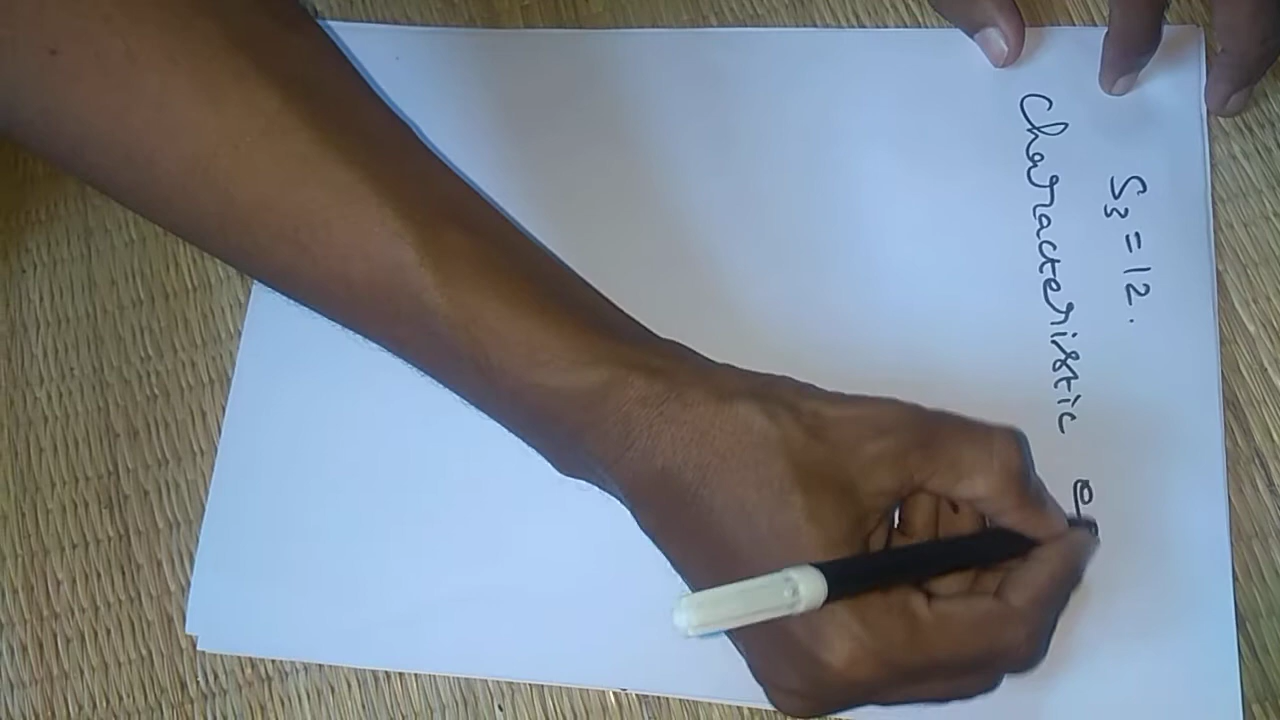 S₃ = 12.
Characteristic